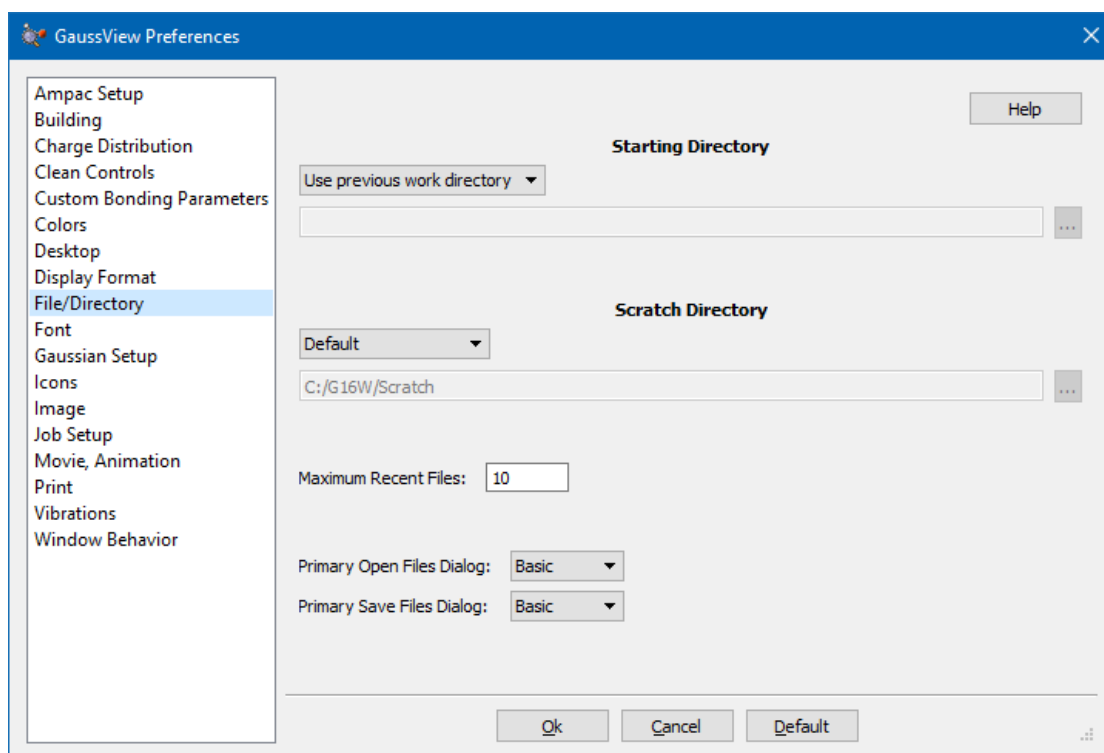 GaussView Preferences
Ampac Setup
Building
Charge Distribution
Clean Controls
Custom Bonding Parameters
Colors
Desktop
Display Format
File/Directory
Font
Gaussian Setup
Icons
Image
Job Setup
Movie, Animation
Print
Vibrations
Window Behavior
Help
Starting Directory
Use previous work directory
...
Scratch Directory
Default
C:/G16W/Scratch
...
Maximum Recent Files: 10
Primary Open Files Dialog: Basic
Primary Save Files Dialog: Basic
Ok Cancel Default